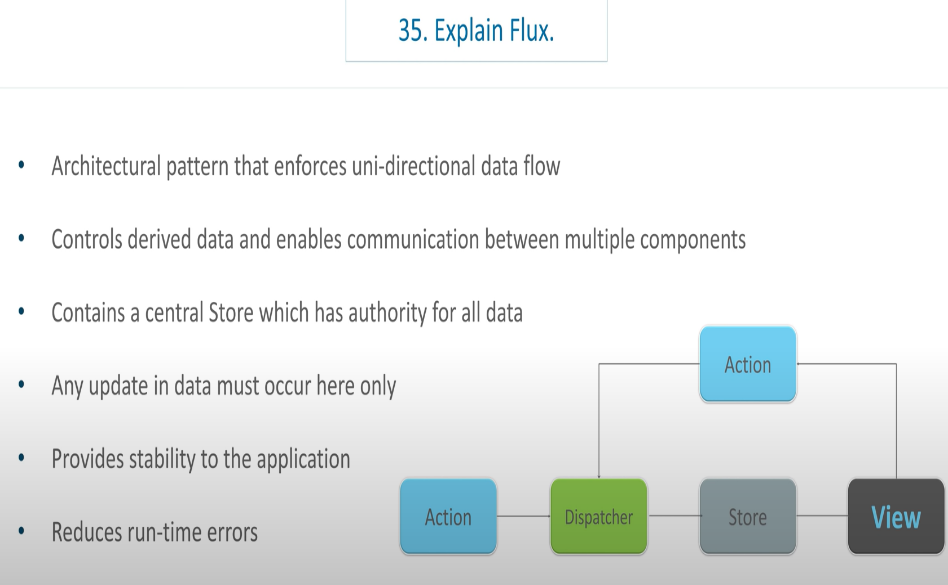 35. Explain Flux.
• Architectural pattern that enforces uni-directional data flow
• Controls derived data and enables communication between multiple components
• Contains a central Store which has authority for all data
• Any update in data must occur here only
• Provides stability to the application
• Reduces run-time errors
Action
Action
Dispatcher
Store
View